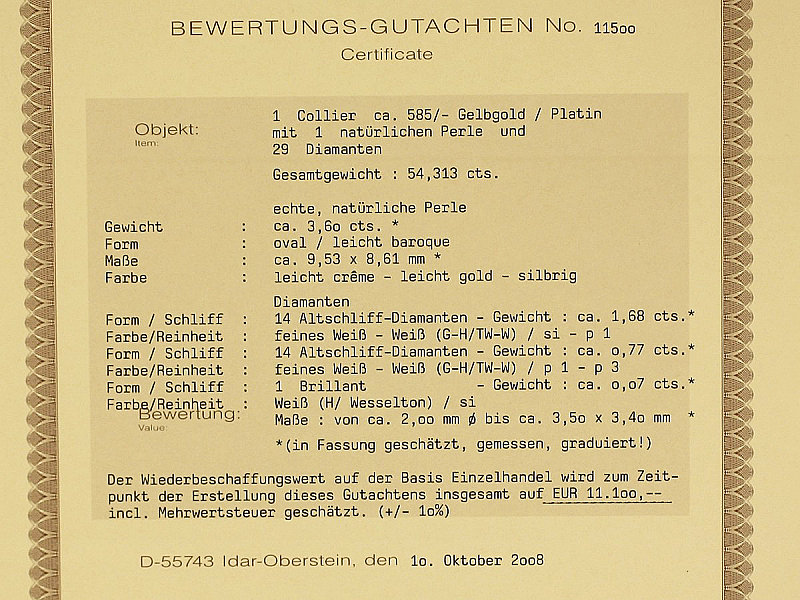 BEWERTUNGS-GUTACHTEN No. 115oo
Certificate
Objekt: 1 Collier ca. 585/- Gelbgold / Platin
Item: mit 1 natürlichen Perle und
29 Diamanten
Gesamtgewicht : 54,313 cts.
echte, natürliche Perle
Gewicht : ca. 3,6o cts. *
Form : oval / leicht baroque
Maße : ca. 9,53 x 8,61 mm *
Farbe : leicht crême - leicht gold - silbrig
Diamanten
Form / Schliff : 14 Altschliff-Diamanten - Gewicht : ca. 1,68 cts.*
Farbe/Reinheit : feines Weiß - Weiß (G-H/TW-W) / si - p 1
Form / Schliff : 14 Altschliff-Diamanten - Gewicht : ca. o,77 cts.*
Farbe/Reinheit : feines Weiß - Weiß (G-H/TW-W) / p 1 - p 3
Form / Schliff : 1 Brillant - Gewicht : ca. o,o7 cts.*
Farbe/Reinheit : Weiß (H/ Wesselton) / si
Bewertung: Maße : von ca. 2,oo mm ø bis ca. 3,5o x 3,4o mm *
Value:
*(in Fassung geschätzt, gemessen, graduiert!)
Der Wiederbeschaffungswert auf der Basis Einzelhandel wird zum Zeit-
punkt der Erstellung dieses Gutachtens insgesamt auf EUR 11.1oo,--
incl. Mehrwertsteuer geschätzt. (+/- 1o%)
D-55743 Idar-Oberstein, den 1o. Oktober 2oo8